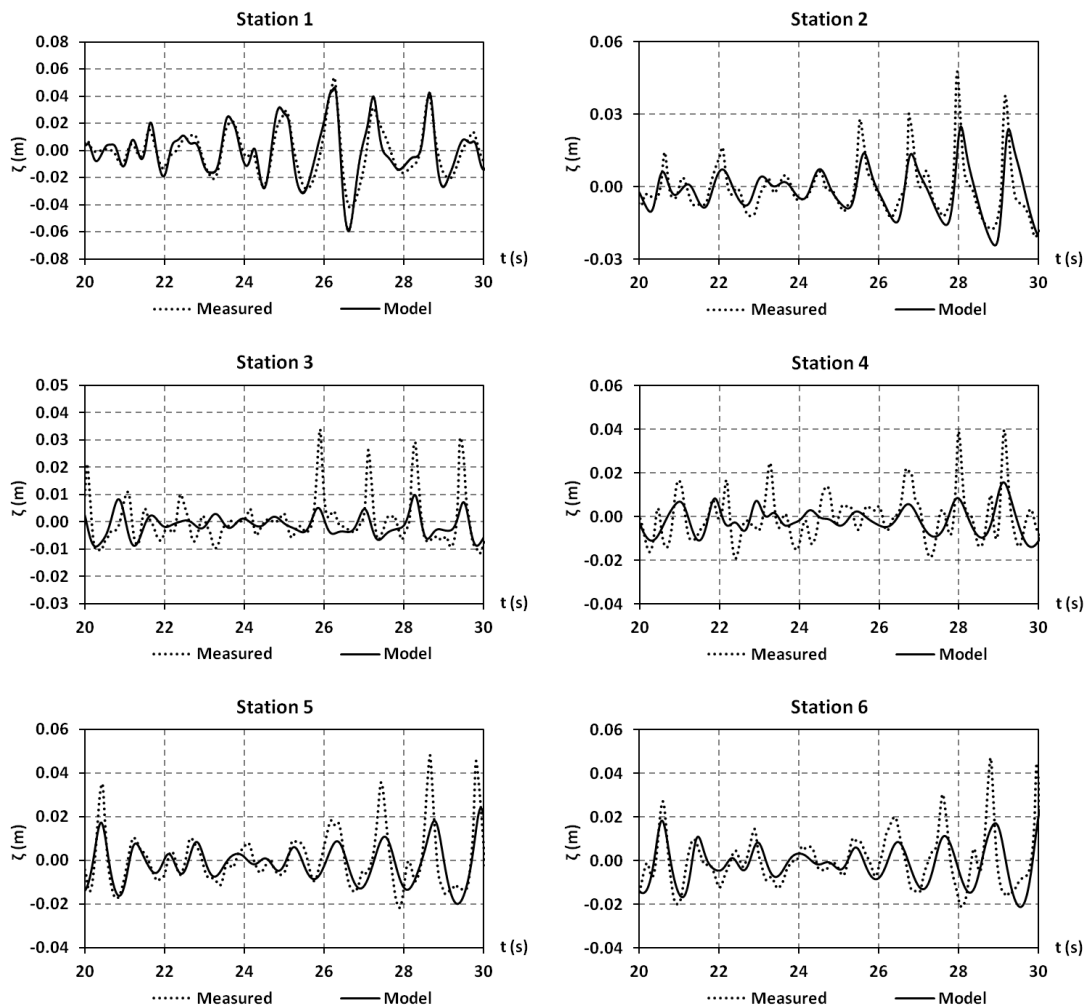 Station 1
ζ (m)
0.08
0.06
0.04
0.02
0.00
-0.02
-0.04
-0.06
-0.08
t (s)
20 22 24 26 28 30
Measured Model
Station 2
ζ (m)
0.06
0.03
0.00
-0.03
t (s)
20 22 24 26 28 30
Measured Model
Station 3
ζ (m)
0.05
0.04
0.03
0.02
0.01
0.00
-0.01
-0.02
-0.03
t (s)
20 22 24 26 28 30
Measured Model
Station 4
ζ (m)
0.06
0.04
0.02
0.00
-0.02
-0.04
t (s)
20 22 24 26 28 30
Measured Model
Station 5
ζ (m)
0.06
0.04
0.02
0.00
-0.02
-0.04
t (s)
20 22 24 26 28 30
Measured Model
Station 6
ζ (m)
0.06
0.04
0.02
0.00
-0.02
-0.04
t (s)
20 22 24 26 28 30
Measured Model